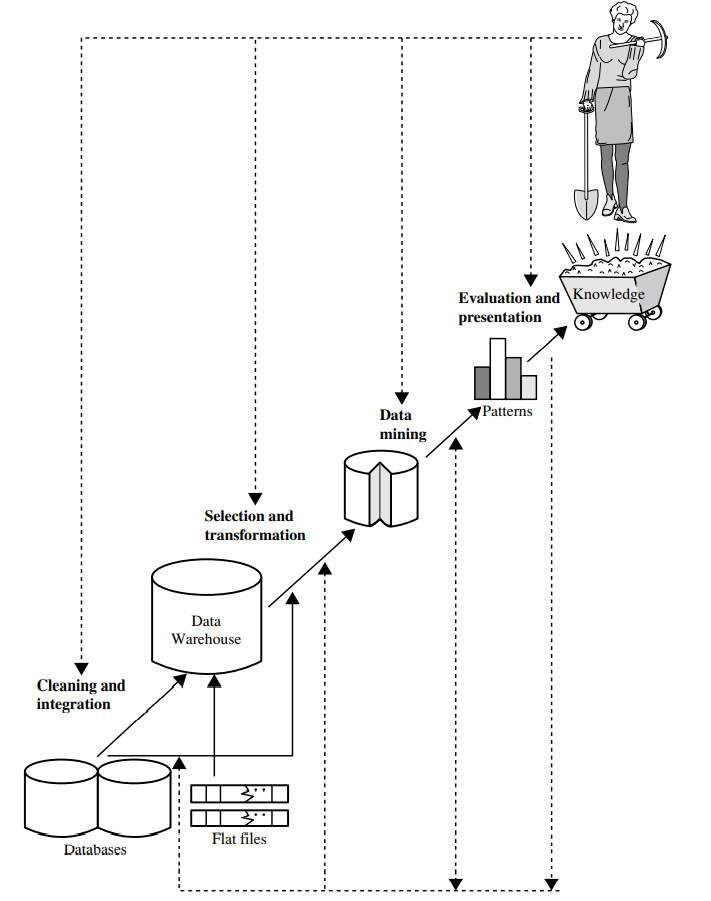 Knowledge
Evaluation and
presentation
Patterns
Data
mining
Selection and
transformation
Data
Warehouse
Cleaning and
integration
Flat files
Databases